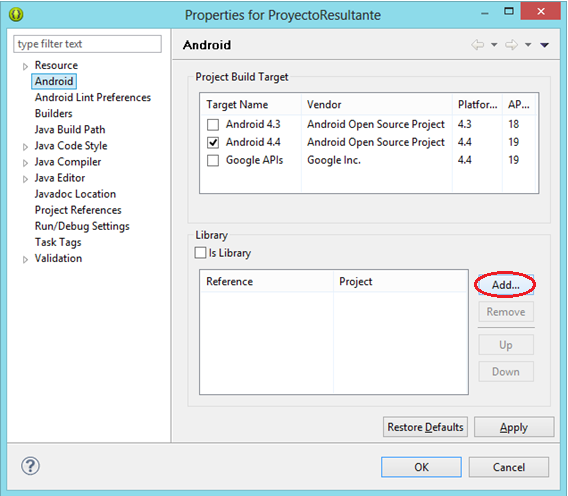 Properties for ProyectoResultante
type filter text
Resource
Android
Android Lint Preferences
Builders
Java Build Path
Java Code Style
Java Compiler
Java Editor
Javadoc Location
Project References
Run/Debug Settings
Task Tags
Validation
Android
Project Build Target
Target Name Vendor Platfor... AP...
Android 4.3 Android Open Source Project 4.3 18
Android 4.4 Android Open Source Project 4.4 19
Google APIs Google Inc. 4.4 19
Library
Is Library
Reference Project
Add...
Remove
Up
Down
Restore Defaults Apply
? OK Cancel